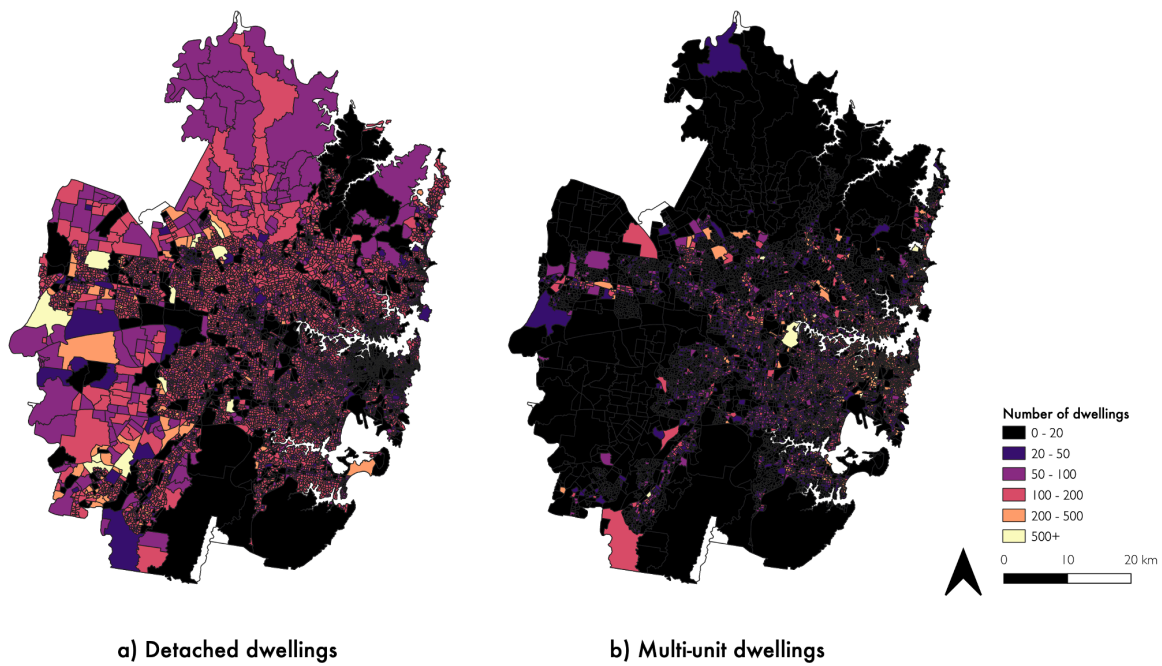 Number of dwellings
0 - 20
20 - 50
50 - 100
100 - 200
200 - 500
500+
0 10 20 km
a) Detached dwellings
b) Multi-unit dwellings